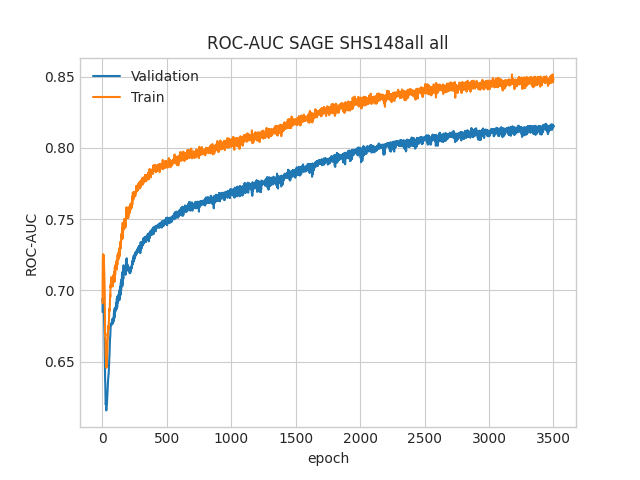 ROC-AUC SAGE SHS148all all
Validation
Train
ROC-AUC
0.85
0.80
0.75
0.70
0.65
0 500 1000 1500 2000 2500 3000 3500
epoch